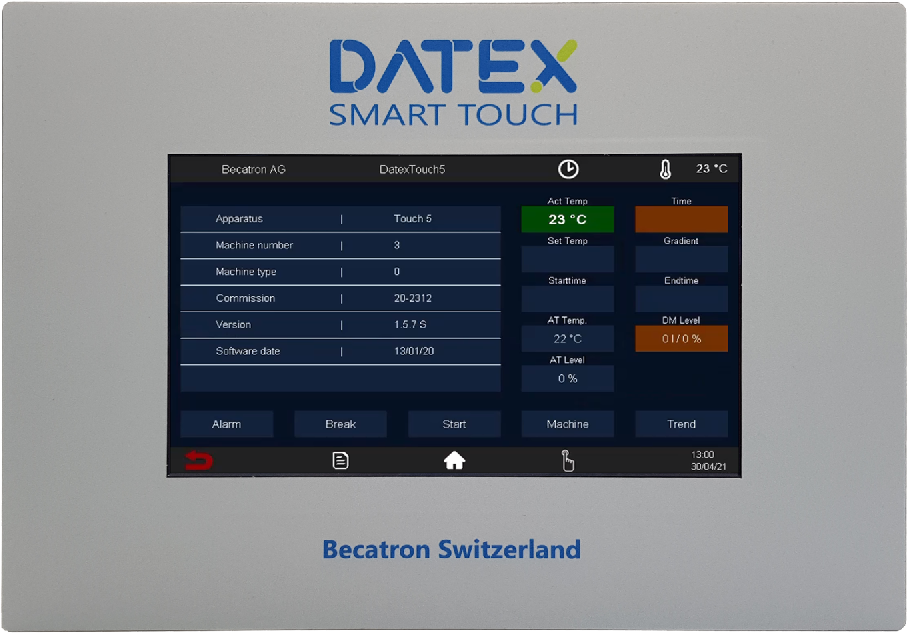 DATEX
SMART TOUCH
Becatron AG DatexTouch5 23 °C
Apparatus | Touch 5
Machine number | 3
Machine type | 0
Commission | 20-2312
Version | 1.5.7 S
Software date | 13/01/20
Act Temp Time
23 °C
Set Temp Gradient
Starttime Endtime
AT Temp. DM Level
22 °C 0 l / 0 %
AT Level
0 %
Alarm Break Start Machine Trend
13:00
30/04/21
Becatron Switzerland